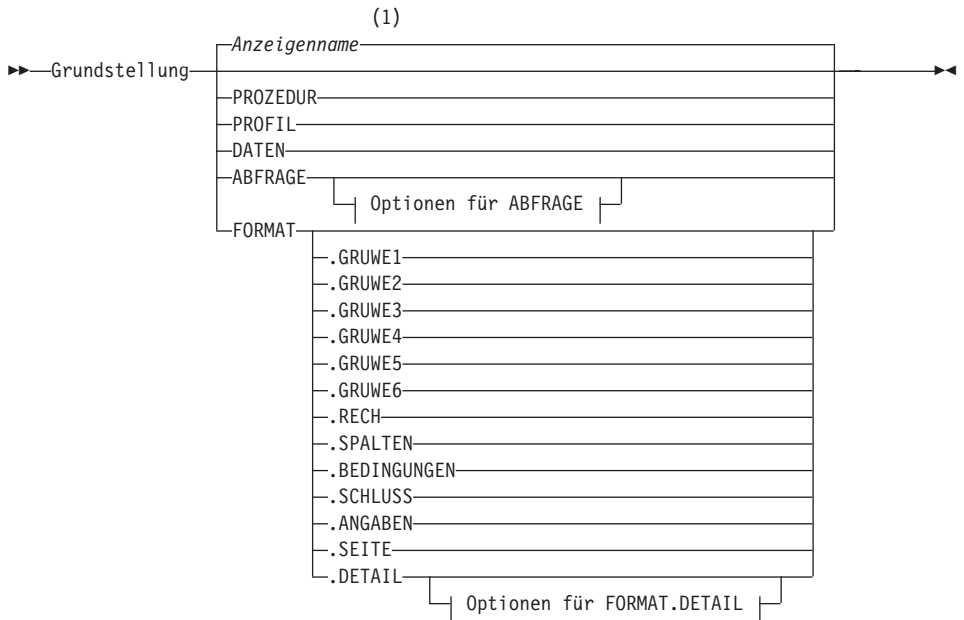 (1)
Anzeigenname
Grundstellung
PROZEDUR
PROFIL
DATEN
ABFRAGE
Optionen für ABFRAGE
FORMAT
.GRUWE1
.GRUWE2
.GRUWE3
.GRUWE4
.GRUWE5
.GRUWE6
.RECH
.SPALTEN
.BEDINGUNGEN
.SCHLUSS
.ANGABEN
.SEITE
.DETAIL
Optionen für FORMAT.DETAIL